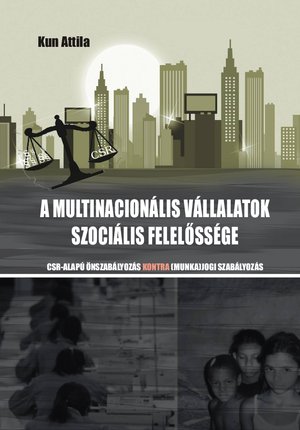 Kun Attila
CSR
A MULTINACIONÁLIS VÁLLALATOK
SZOCIÁLIS FELELŐSSÉGE
CSR-ALAPÚ ÖNSZABÁLYOZÁS KONTRA (MUNKA)JOGI SZABÁLYOZÁS